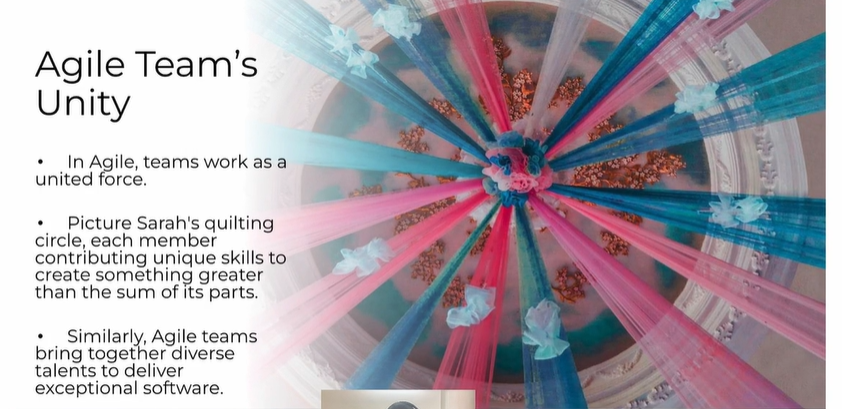 Agile Team’s
Unity
• In Agile, teams work as a
united force.
• Picture Sarah's quilting
circle, each member
contributing unique skills to
create something greater
than the sum of its parts.
• Similarly, Agile teams
bring together diverse
talents to deliver
exceptional software.